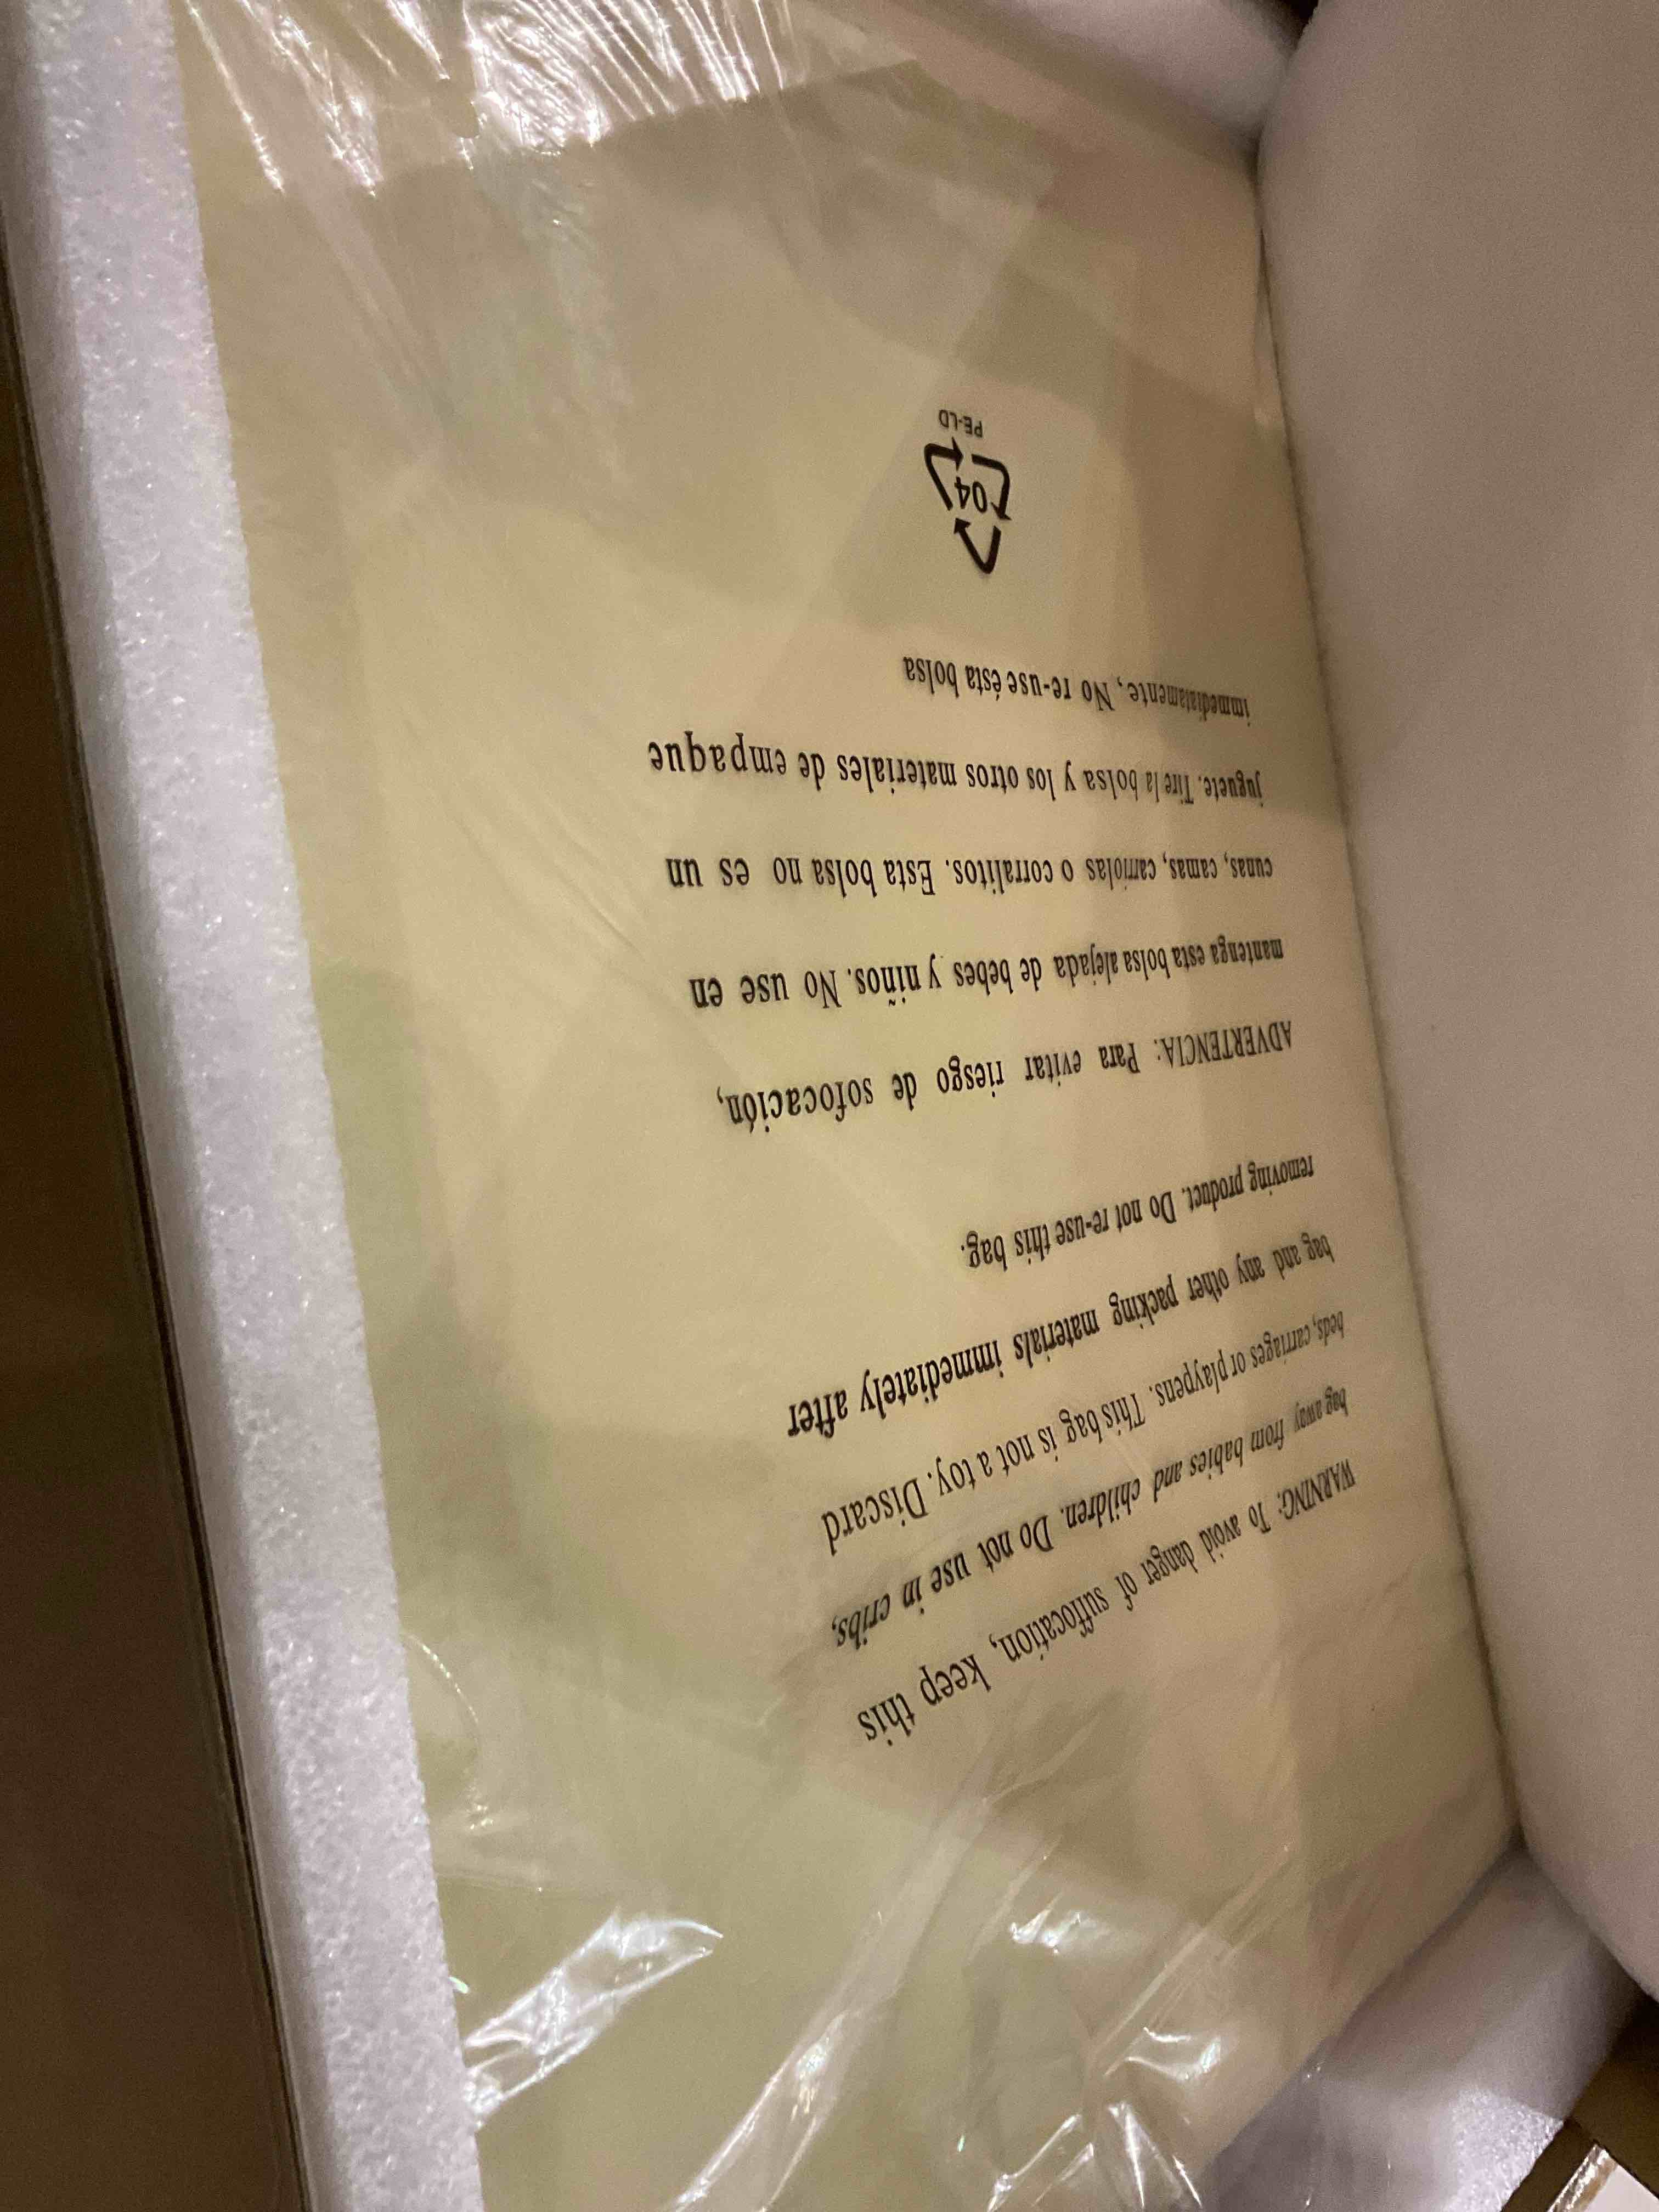 WARNING: To avoid danger of suffocation, keep this
bag away from babies and children. Do not use in cribs,
beds, carriages or playpens. This bag is not a toy. Discard
bag and any other packing materials immediately after
removing product. Do not re-use this bag.
ADVERTENCIA: Para evitar riesgo de sofocación,
mantenga esta bolsa alejada de bebes y niños. No use en
cunas, camas, carriolas o corralitos. Esta bolsa no es un
juguete. Tire la bolsa y los otros materiales de empaque
immediatamente, No re-use ésta bolsa
04
PE-LD